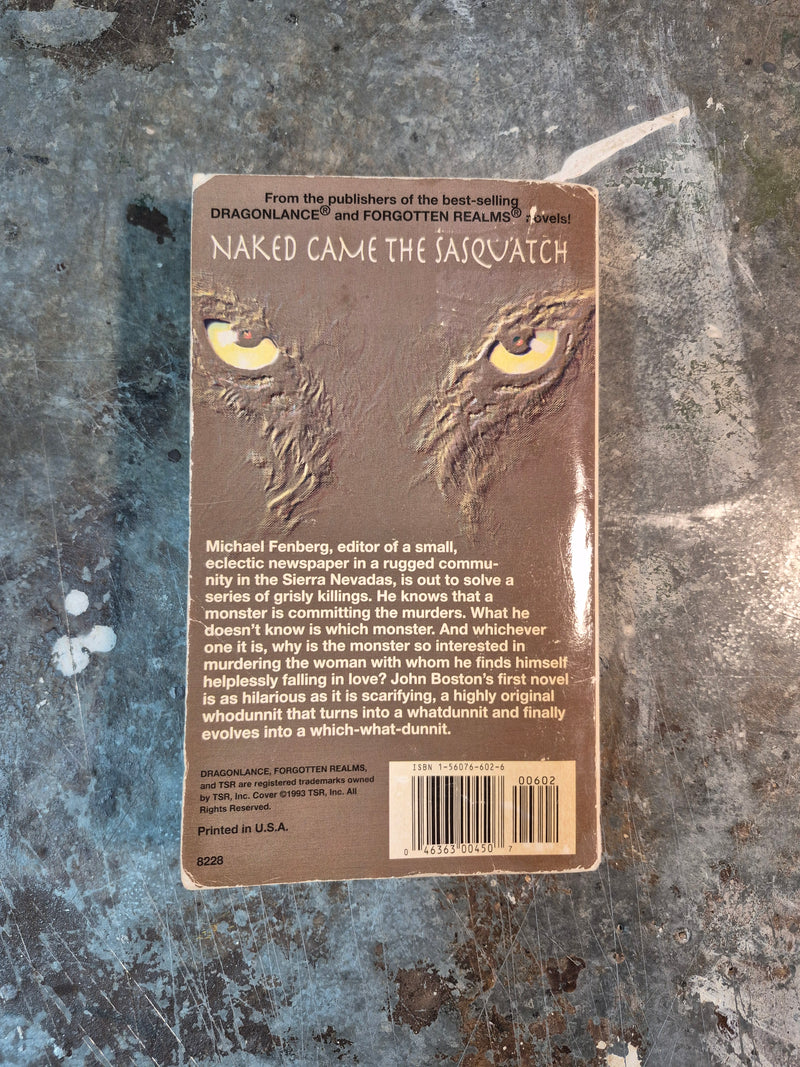 From the publishers of the best-selling
DRAGONLANCE® and FORGOTTEN REALMS® novels!
NAKED CAME THE SASQUATCH
Michael Fenberg, editor of a small,
eclectic newspaper in a rugged commu-
nity in the Sierra Nevadas, is out to solve a
series of grisly killings. He knows that a
monster is committing the murders. What he
doesn't know is which monster. And whichever
one it is, why is the monster so interested in
murdering the woman with whom he finds himself
helplessly falling in love? John Boston's first novel
is as hilarious as it is scarifying, a highly original
whodunnit that turns into a whatdunnit and finally
evolves into a which-what-dunnit.
DRAGONLANCE, FORGOTTEN REALMS,
and TSR are registered trademarks owned
by TSR, Inc. Cover ©1993 TSR, Inc. All
Rights Reserved.
Printed in U.S.A.
8228
ISBN 1-56076-602-6
00602
0 46363 00450 7